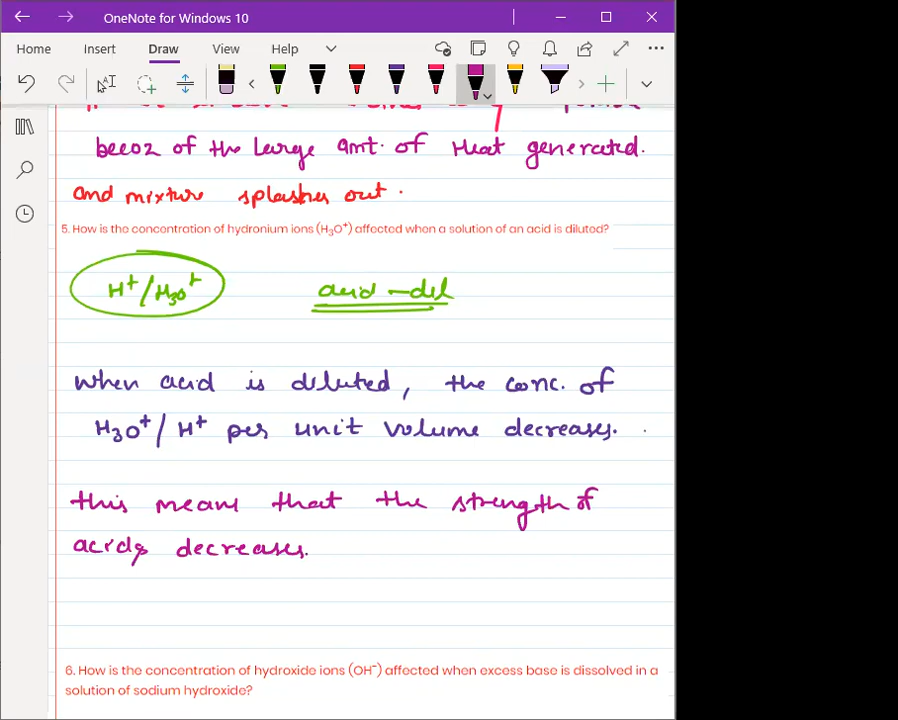 OneNote for Windows 10
Home Insert Draw View Help
becoz of the large amt. of Heat generated.
and mixture splashes out.
5. How is the concentration of hydronium ions (H₃O⁺) affected when a solution of an acid is diluted?
H⁺/H₃O⁺ acid - dil
When acid is diluted, the conc. of
H₃O⁺/H⁺ per unit volume decreases.
this means that the strength of
acids decreases.
6. How is the concentration of hydroxide ions (OH⁻) affected when excess base is dissolved in a
solution of sodium hydroxide?